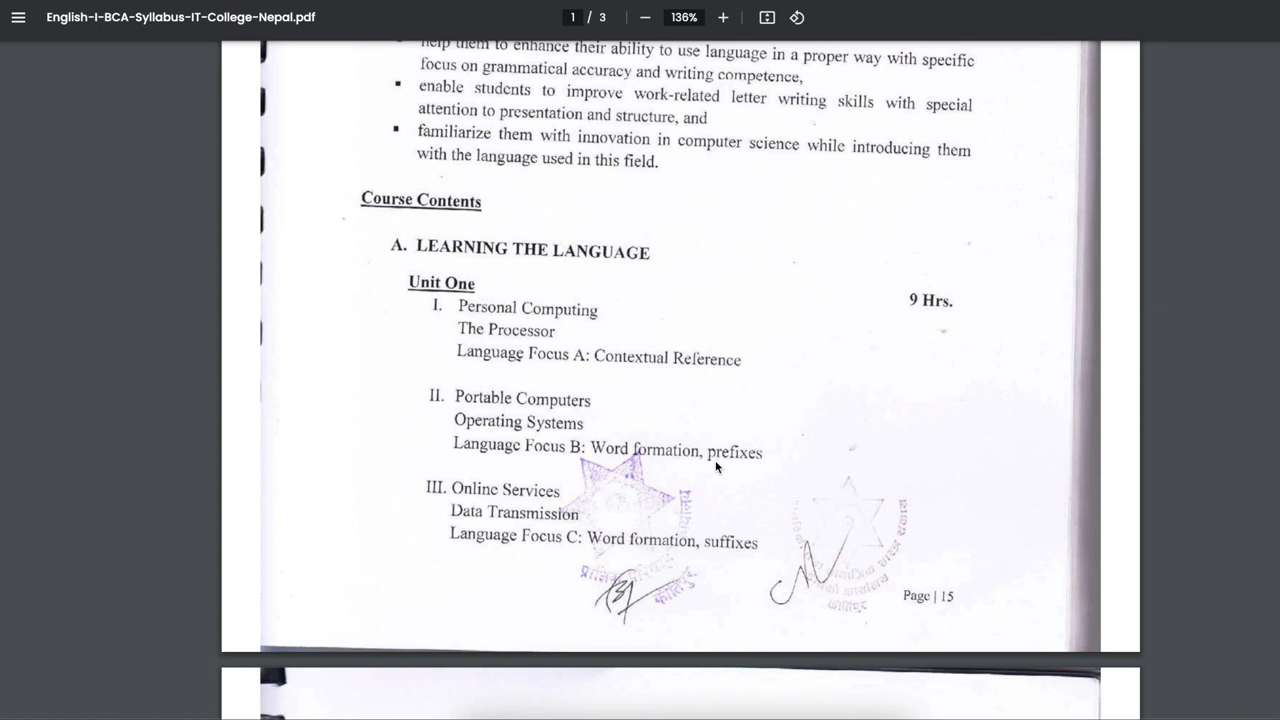 English-I-BCA-Syllabus-IT-College-Nepal.pdf
1 / 3
136%
help them to enhance their ability to use language in a proper way with specific
focus on grammatical accuracy and writing competence,
▪ enable students to improve work-related letter writing skills with special
attention to presentation and structure, and
▪ familiarize them with innovation in computer science while introducing them
with the language used in this field.
Course Contents
A. LEARNING THE LANGUAGE
Unit One
9 Hrs.
I. Personal Computing
The Processor
Language Focus A: Contextual Reference
II. Portable Computers
Operating Systems
Language Focus B: Word formation, prefixes
III. Online Services
Data Transmission
Language Focus C: Word formation, suffixes
Page | 15